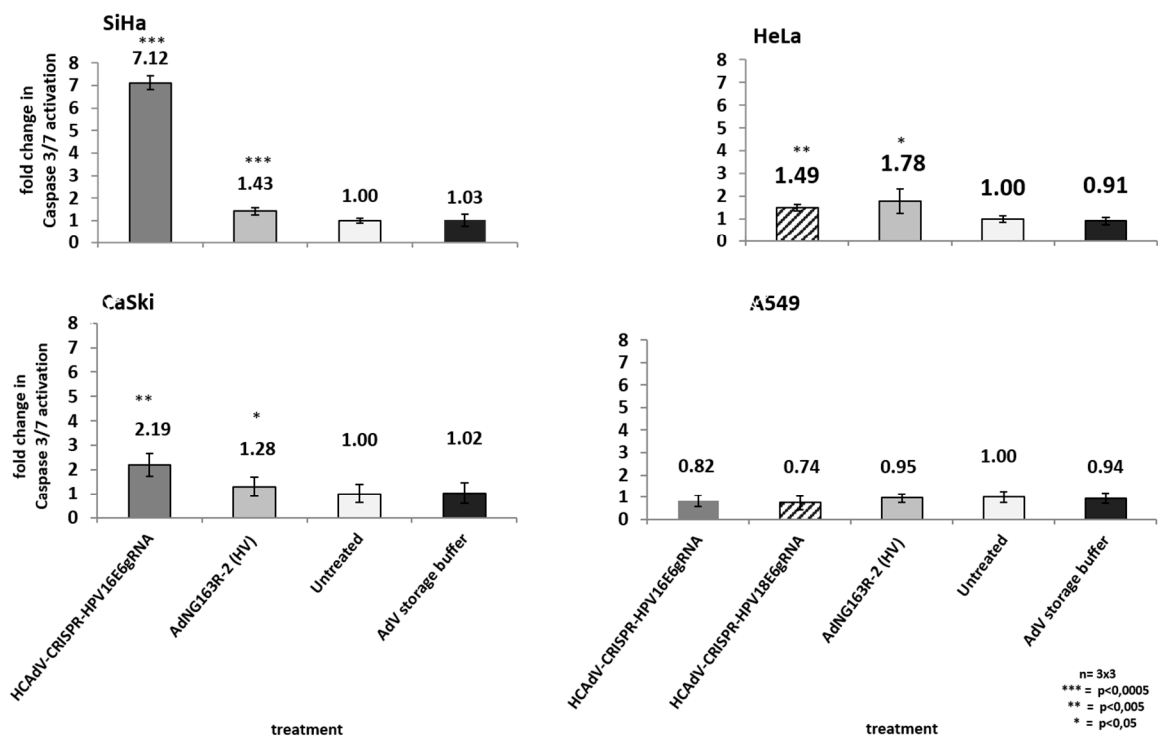 SiHa
***
7.12
***
1.43
1.00
1.03
fold change in
Caspase 3/7 activation
8
7
6
5
4
3
2
1
0
HeLa
**
1.49
*
1.78
1.00
0.91
8
7
6
5
4
3
2
1
0
CaSki
**
2.19
*
1.28
1.00
1.02
fold change in
Caspase 3/7 activation
8
7
6
5
4
3
2
1
0
HCAdV-CRISPR-HPV16E6gRNA
AdNG163R-2 (HV)
Untreated
AdV storage buffer
treatment
A549
0.82
0.74
0.95
1.00
0.94
8
7
6
5
4
3
2
1
0
HCAdV-CRISPR-HPV16E6gRNA
HCAdV-CRISPR-HPV18E6gRNA
AdNG163R-2 (HV)
Untreated
AdV storage buffer
treatment
n= 3x3
*** = p<0,0005
** = p<0,005
* = p<0,05